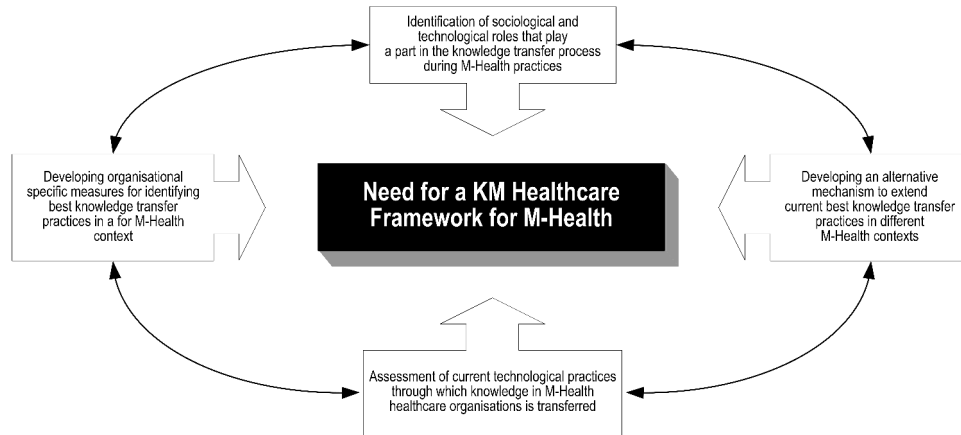 Identification of sociological and
technological roles that play
a part in the knowledge transfer process
during M-Health practices
Developing organisational
specific measures for identifying
best knowledge transfer
practices in a for M-Health
context
Need for a KM Healthcare
Framework for M-Health
Developing an alternative
mechanism to extend
current best knowledge transfer
practices in different
M-Health contexts
Assessment of current technological practices
through which knowledge in M-Health
healthcare organisations is transferred